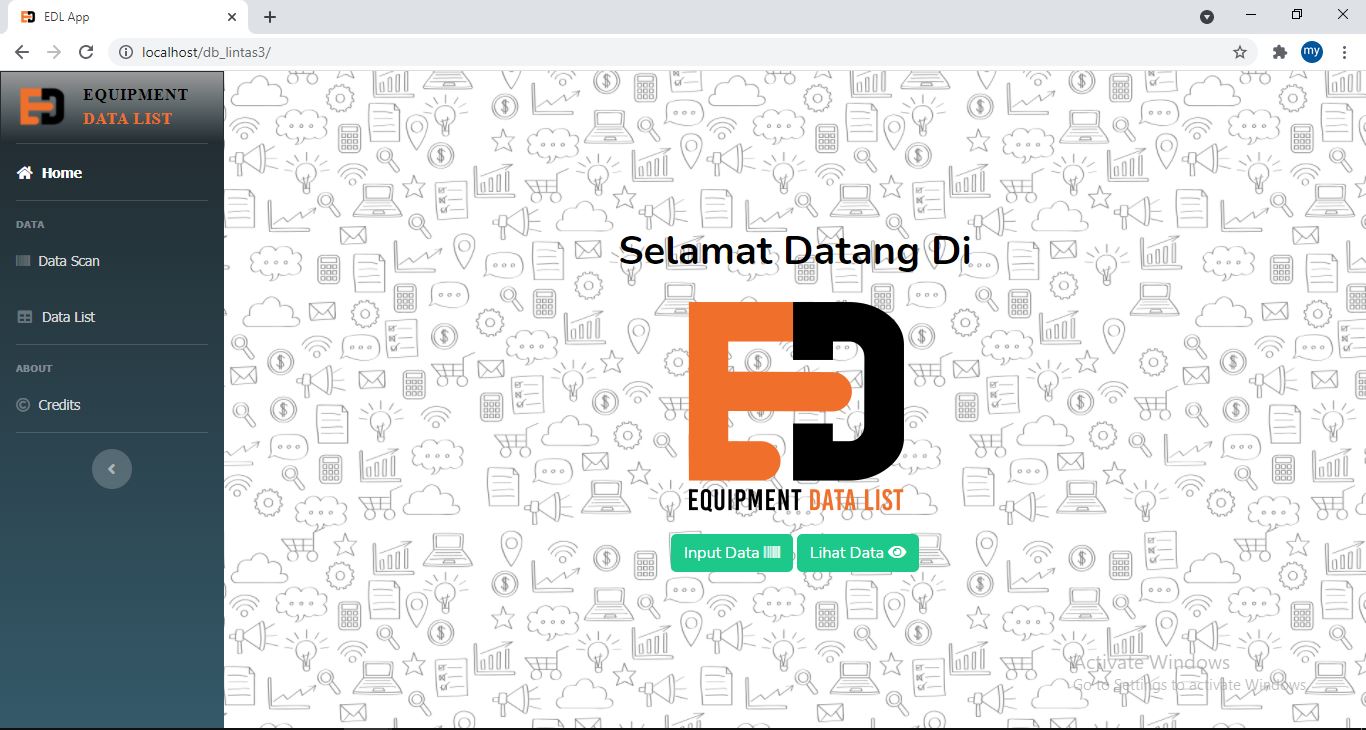 EDL App
localhost/db_lintas3/
my
EQUIPMENT
DATA LIST
Home
DATA
Data Scan
Data List
ABOUT
Credits
Selamat Datang Di
EQUIPMENT DATA LIST
Input Data
Lihat Data
Activate Windows
Go to Settings to activate Windows.